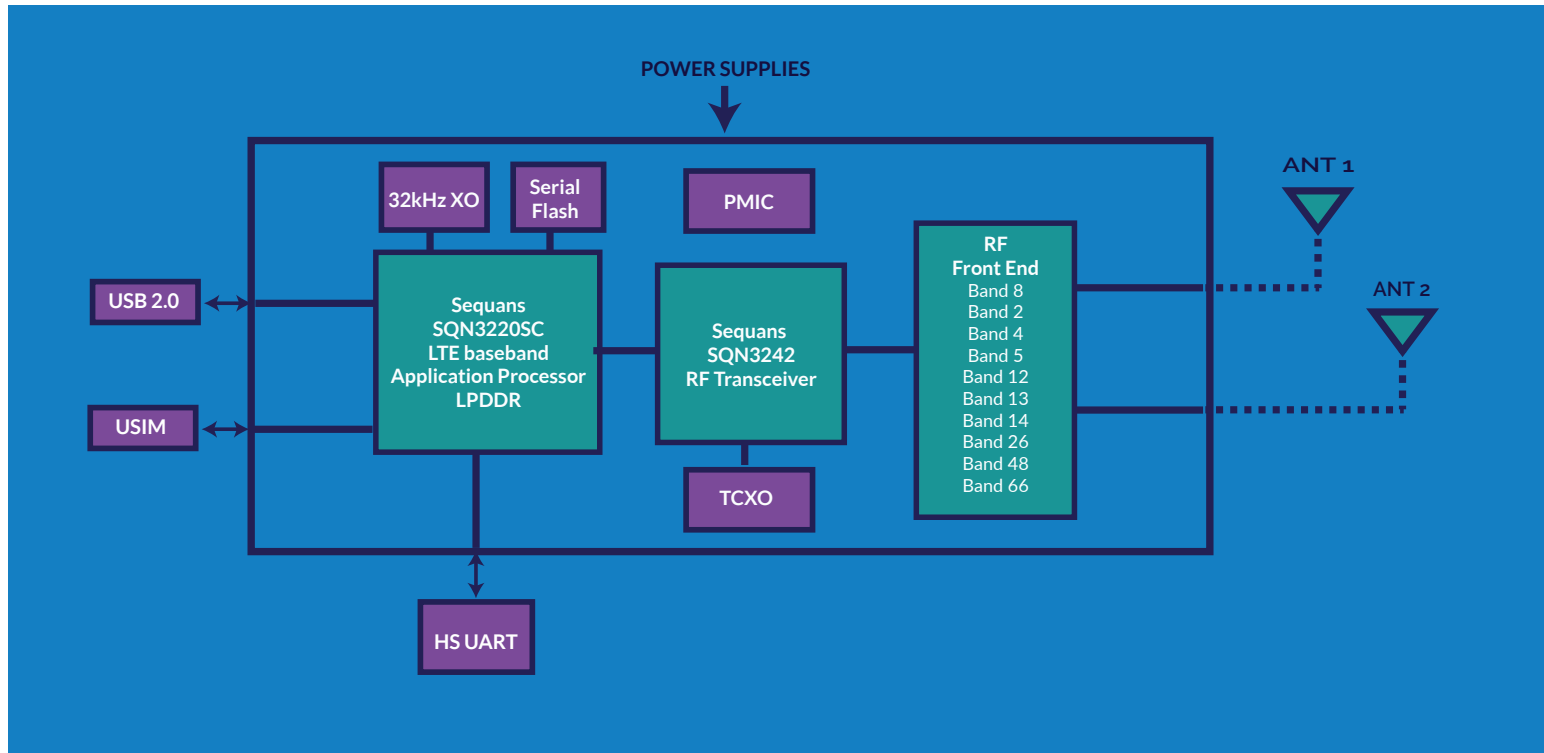 POWER SUPPLIES
ANT 1
ANT 2
32kHz XO
Serial
Flash
PMIC
USB 2.0
USIM
Sequans
SQN3220SC
LTE baseband
Application Processor
LPDDR
Sequans
SQN3242
RF Transceiver
TCXO
RF
Front End
Band 8
Band 2
Band 4
Band 5
Band 12
Band 13
Band 14
Band 26
Band 48
Band 66
HS UART